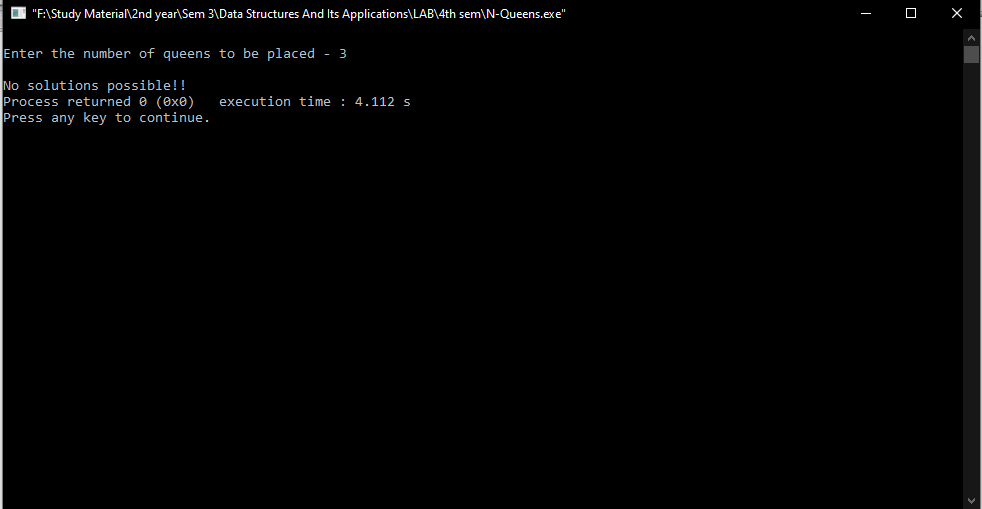 "F:\Study Material\2nd year\Sem 3\Data Structures And Its Applications\LAB\4th sem\N-Queens.exe"
Enter the number of queens to be placed - 3
No solutions possible!!
Process returned 0 (0x0)   execution time : 4.112 s
Press any key to continue.